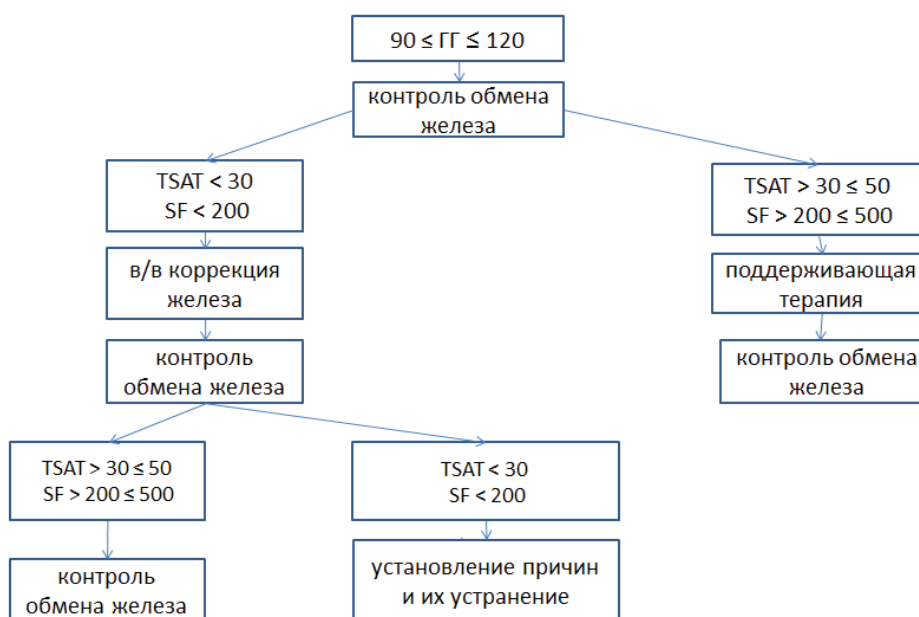 90 ≤ ГГ ≤ 120
контроль обмена
железа
TSAT < 30
SF < 200
TSAT > 30 ≤ 50
SF > 200 ≤ 500
в/в коррекция
железа
поддерживающая
терапия
контроль
обмена железа
контроль обмена
железа
TSAT > 30 ≤ 50
SF > 200 ≤ 500
TSAT < 30
SF < 200
контроль
обмена железа
установление причин
и их устранение